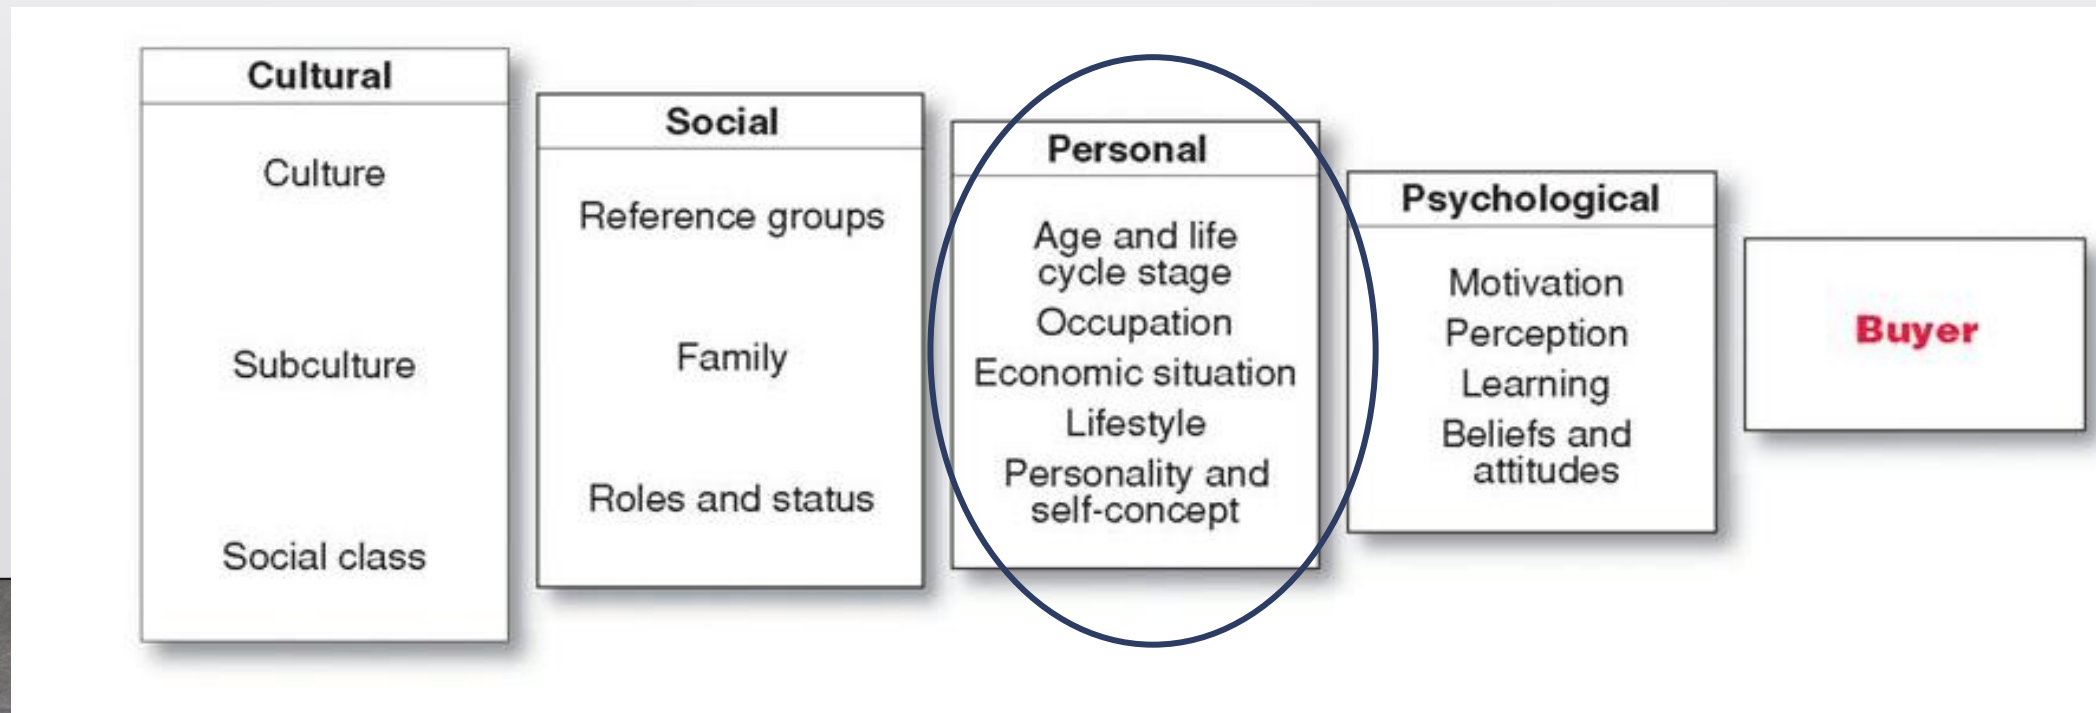 Cultural
Culture
Subculture
Social class
Social
Reference groups
Family
Roles and status
Personal
Age and life
cycle stage
Occupation
Economic situation
Lifestyle
Personality and
self-concept
Psychological
Motivation
Perception
Learning
Beliefs and
attitudes
Buyer